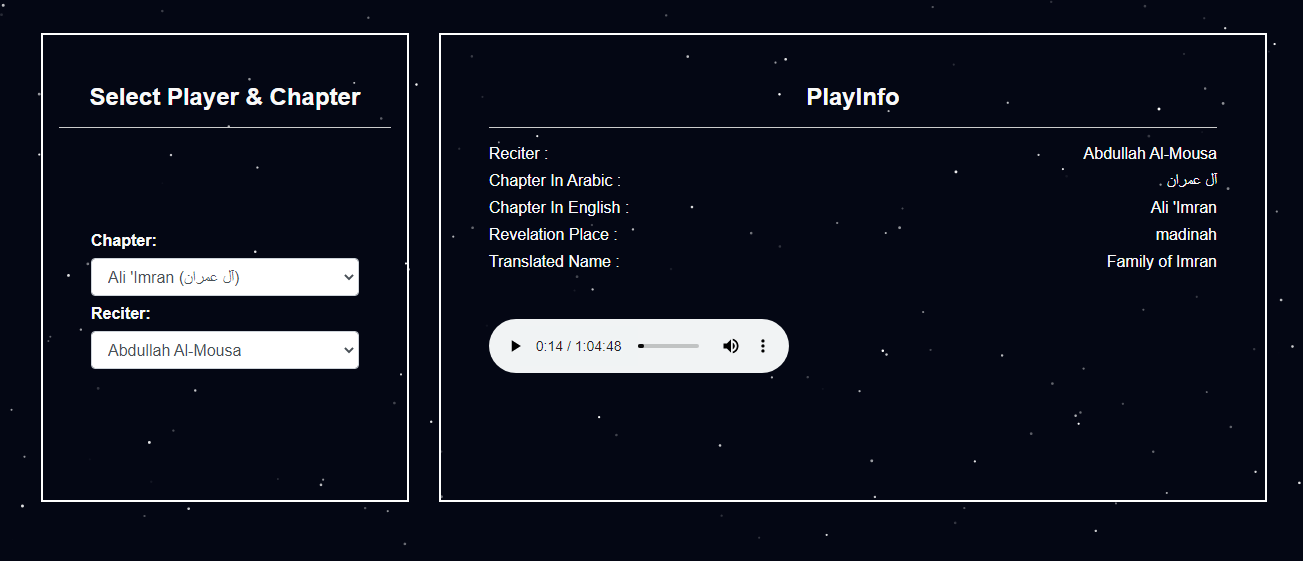 Select Player & Chapter
Chapter:
Ali 'Imran (آل عمران)
Reciter:
Abdullah Al-Mousa
PlayInfo
Reciter : Abdullah Al-Mousa
Chapter In Arabic : آل عمران
Chapter In English : Ali 'Imran
Revelation Place : madinah
Translated Name : Family of Imran
0:14 / 1:04:48